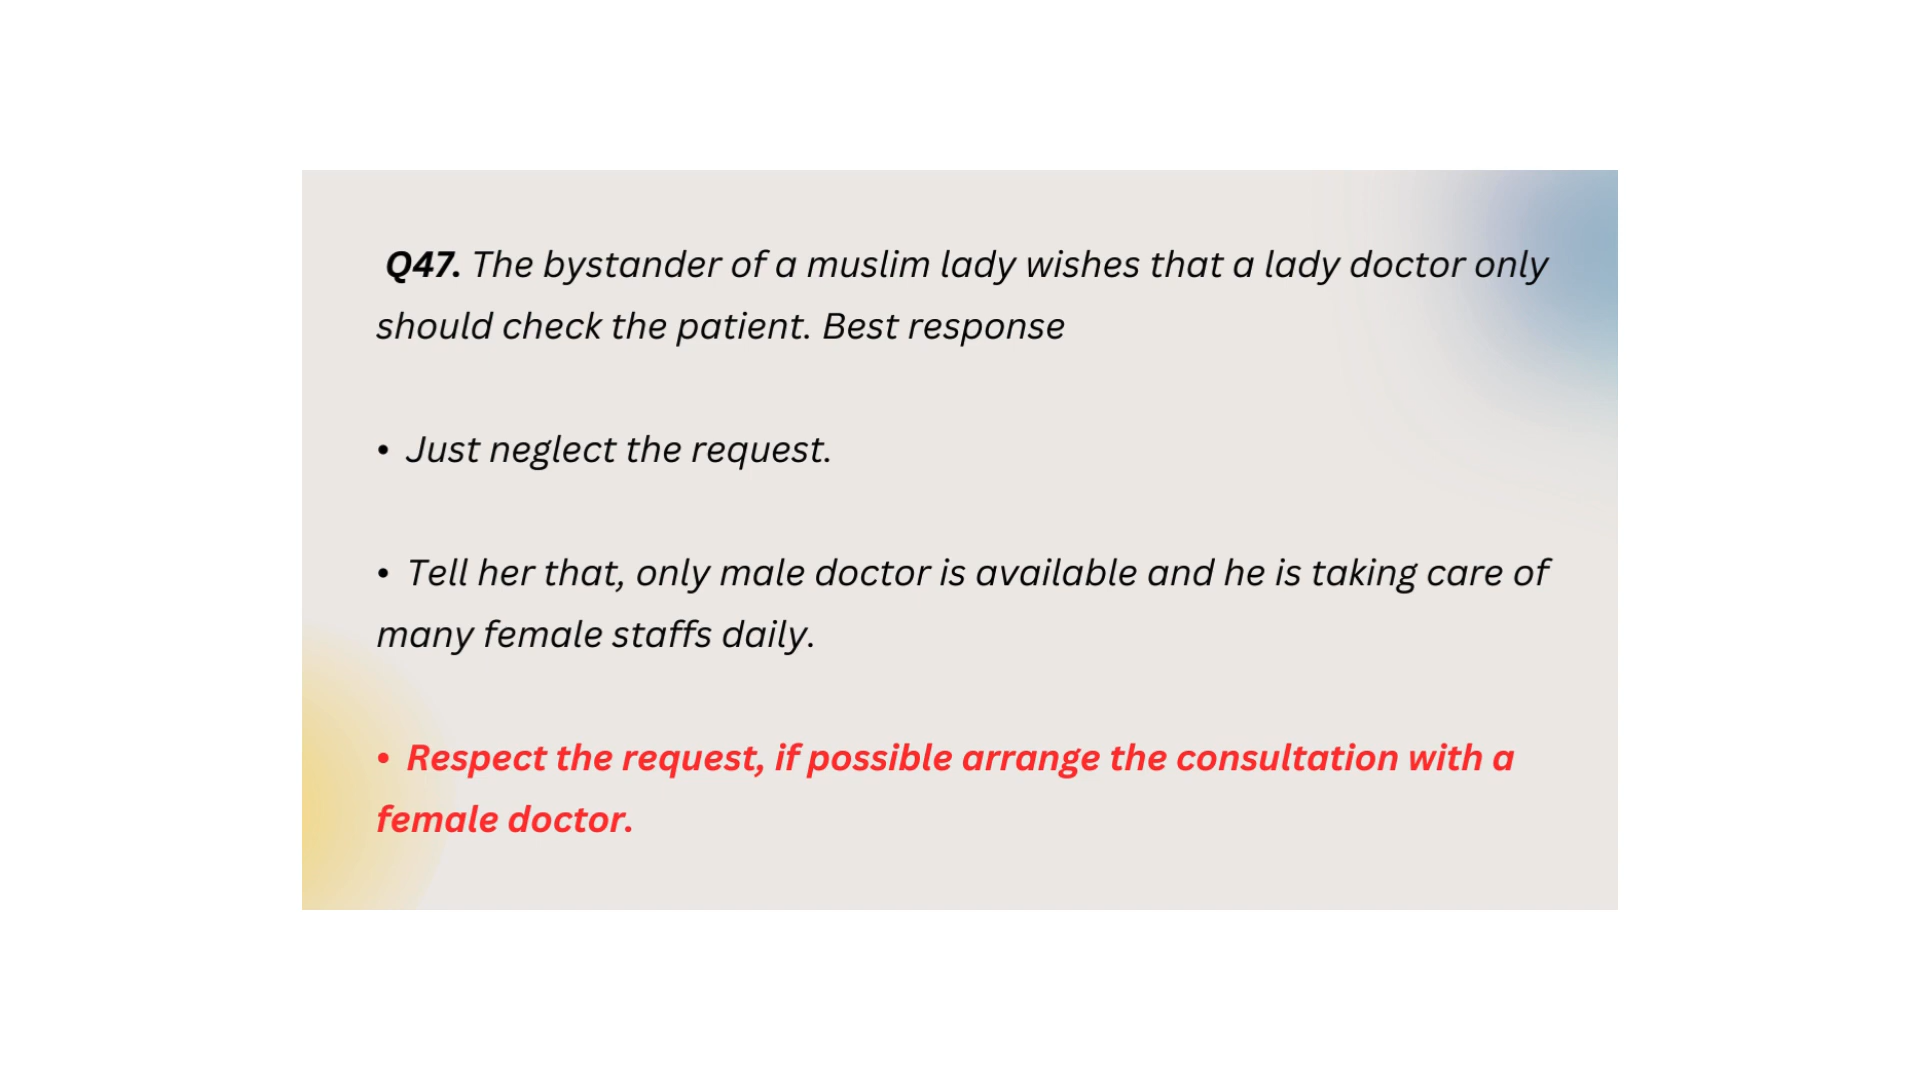 Q47. The bystander of a muslim lady wishes that a lady doctor only
should check the patient. Best response
• Just neglect the request.
• Tell her that, only male doctor is available and he is taking care of
many female staffs daily.
• Respect the request, if possible arrange the consultation with a
female doctor.